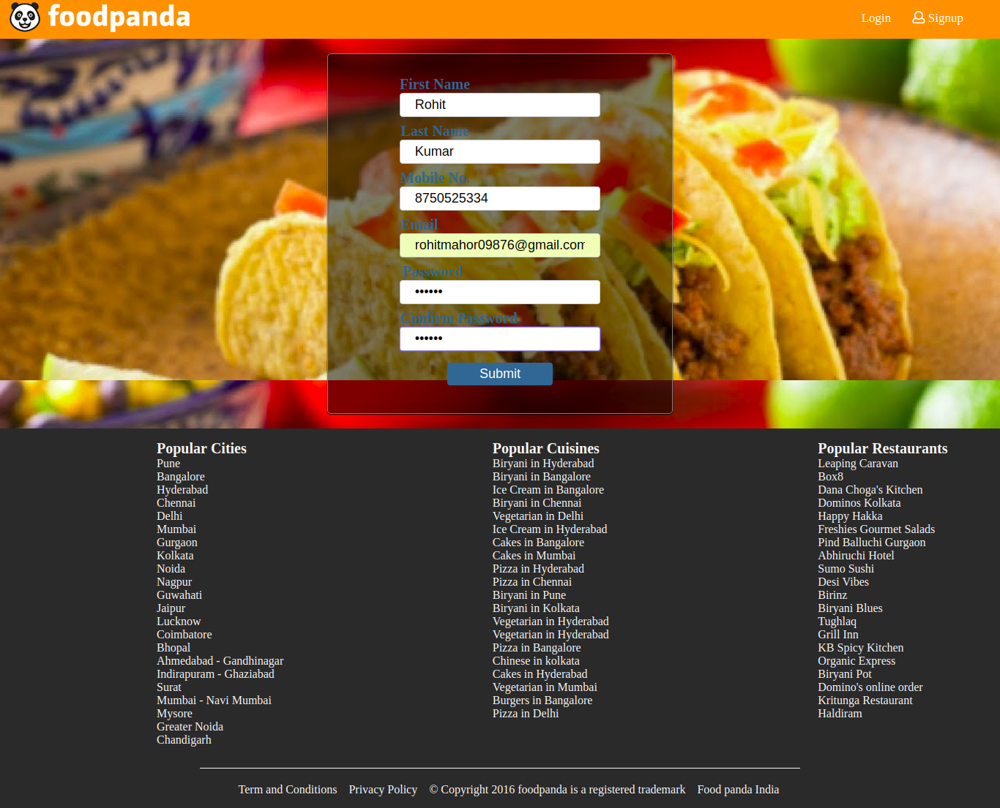 foodpanda
Login Signup
First Name
Rohit
Last Name
Kumar
Mobile No.
8750525334
Email
rohitmahor09876@gmail.com
Password
••••••
Confirm Password
••••••
Submit
Popular Cities
Pune
Bangalore
Hyderabad
Chennai
Delhi
Mumbai
Gurgaon
Kolkata
Noida
Nagpur
Guwahati
Jaipur
Lucknow
Coimbatore
Bhopal
Ahmedabad - Gandhinagar
Indirapuram - Ghaziabad
Surat
Mumbai - Navi Mumbai
Mysore
Greater Noida
Chandigarh
Popular Cuisines
Biryani in Hyderabad
Biryani in Bangalore
Ice Cream in Bangalore
Biryani in Chennai
Vegetarian in Delhi
Ice Cream in Hyderabad
Cakes in Bangalore
Cakes in Mumbai
Pizza in Hyderabad
Pizza in Chennai
Biryani in Pune
Biryani in Kolkata
Vegetarian in Hyderabad
Vegetarian in Hyderabad
Pizza in Bangalore
Chinese in kolkata
Cakes in Hyderabad
Vegetarian in Mumbai
Burgers in Bangalore
Pizza in Delhi
Popular Restaurants
Leaping Caravan
Box8
Dana Choga's Kitchen
Dominos Kolkata
Happy Hakka
Freshies Gourmet Salads
Pind Balluchi Gurgaon
Abhiruchi Hotel
Sumo Sushi
Desi Vibes
Birinz
Biryani Blues
Tughlaq
Grill Inn
KB Spicy Kitchen
Organic Express
Biryani Pot
Domino's online order
Kritunga Restaurant
Haldiram
Term and Conditions Privacy Policy © Copyright 2016 foodpanda is a registered trademark Food panda India